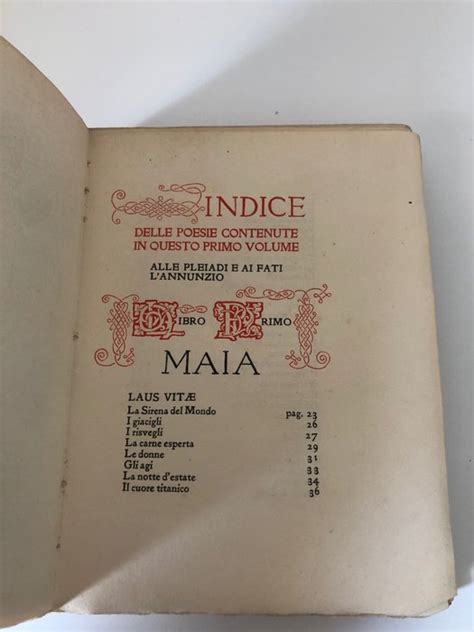 INDICE
DELLE POESIE CONTENUTE
IN QUESTO PRIMO VOLUME
ALLE PLEIADI E AI FATI
L'ANNUNZIO
LIBRO PRIMO
MAIA
LAUS VITÆ
La Sirena del Mondo pag. 23
I giacigli 26
I risvegli 27
La carne esperta 29
Le donne 31
Gli agi 33
La notte d'estate 34
Il cuore titanico 36